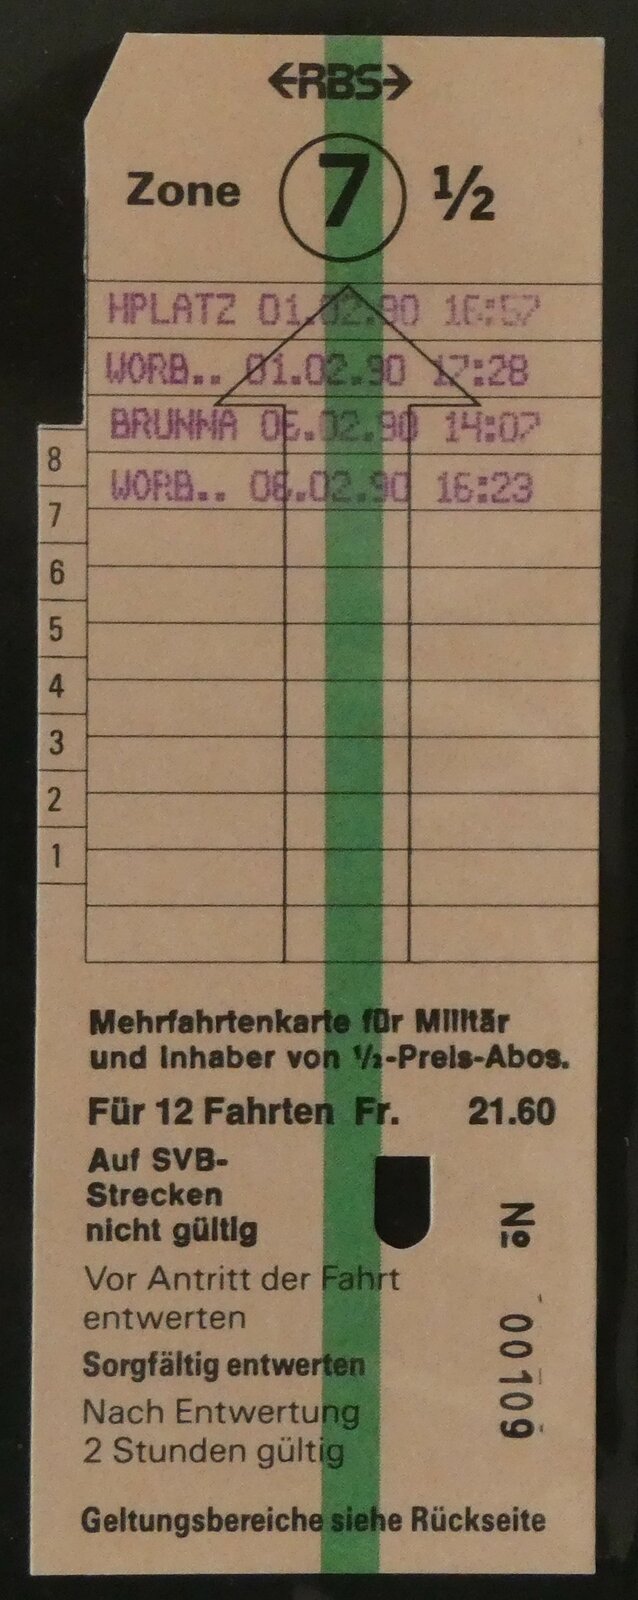 RBS
Zone 7 ½
HPLATZ 01.02.90 16:57
WORB.. 01.02.90 17:28
BRUNNA 06.02.90 14:07
WORB.. 06.02.90 16:23
8
7
6
5
4
3
2
1
Mehrfahrtenkarte für Militär
und Inhaber von ½-Preis-Abos.
Für 12 Fahrten Fr. 21.60
Auf SVB-
Strecken
nicht gültig
Vor Antritt der Fahrt
entwerten
Sorgfältig entwerten
Nach Entwertung
2 Stunden gültig
Geltungsbereiche siehe Rückseite
№ 00109